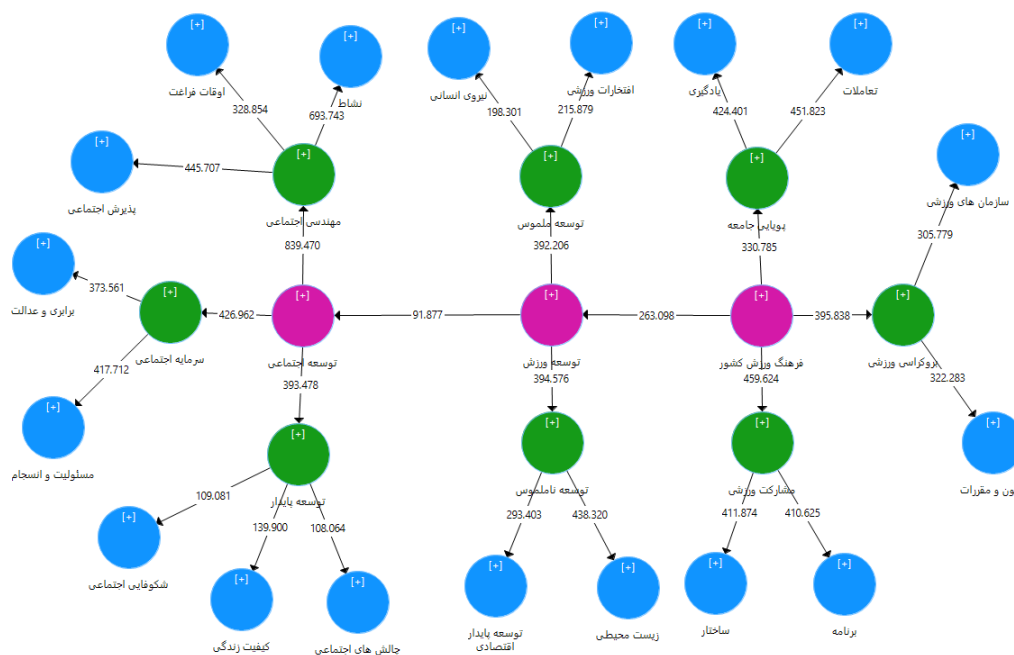 [+]
[+]
[+]
[+]
[+]
[+]
تعاملات
یادگیری
افتخارات ورزشی
نیروی انسانی
نشاط
اوقات فراغت
451.823
424.401
215.879
198.301
693.743
328.854
[+]
[+]
[+]
[+]
[+]
445.707
سازمان های ورزشی
پذیرش اجتماعی
پویایی جامعه
توسعه ملموس
مهندسی اجتماعی
305.779
330.785
392.206
839.470
[+]
[+]
[+]
[+]
[+]
[+]
373.561
برابری و عدالت
395.838
263.098
91.877
426.962
بروکراسی ورزشی
فرهنگ ورزش کشور
توسعه ورزش
توسعه اجتماعی
سرمایه اجتماعی
417.712
322.283
459.624
394.576
393.478
[+]
[+]
[+]
[+]
[+]
مشارکت ورزشی
توسعه ناملموس
توسعه پایدار
مسئولیت و انسجام
ون و مقررات
410.625
411.874
438.320
293.403
108.064
139.900
109.081
[+]
[+]
[+]
[+]
[+]
[+]
[+]
شکوفایی اجتماعی
برنامه
ساختار
زیست محیطی
توسعه پایدار
اقتصادی
چالش های اجتماعی
کیفیت زندگی